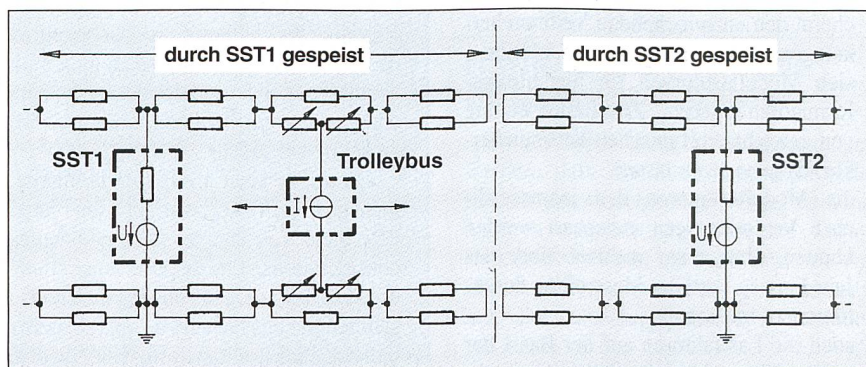 durch SST1 gespeist
durch SST2 gespeist
SST1
Trolleybus
SST2
U
I
U